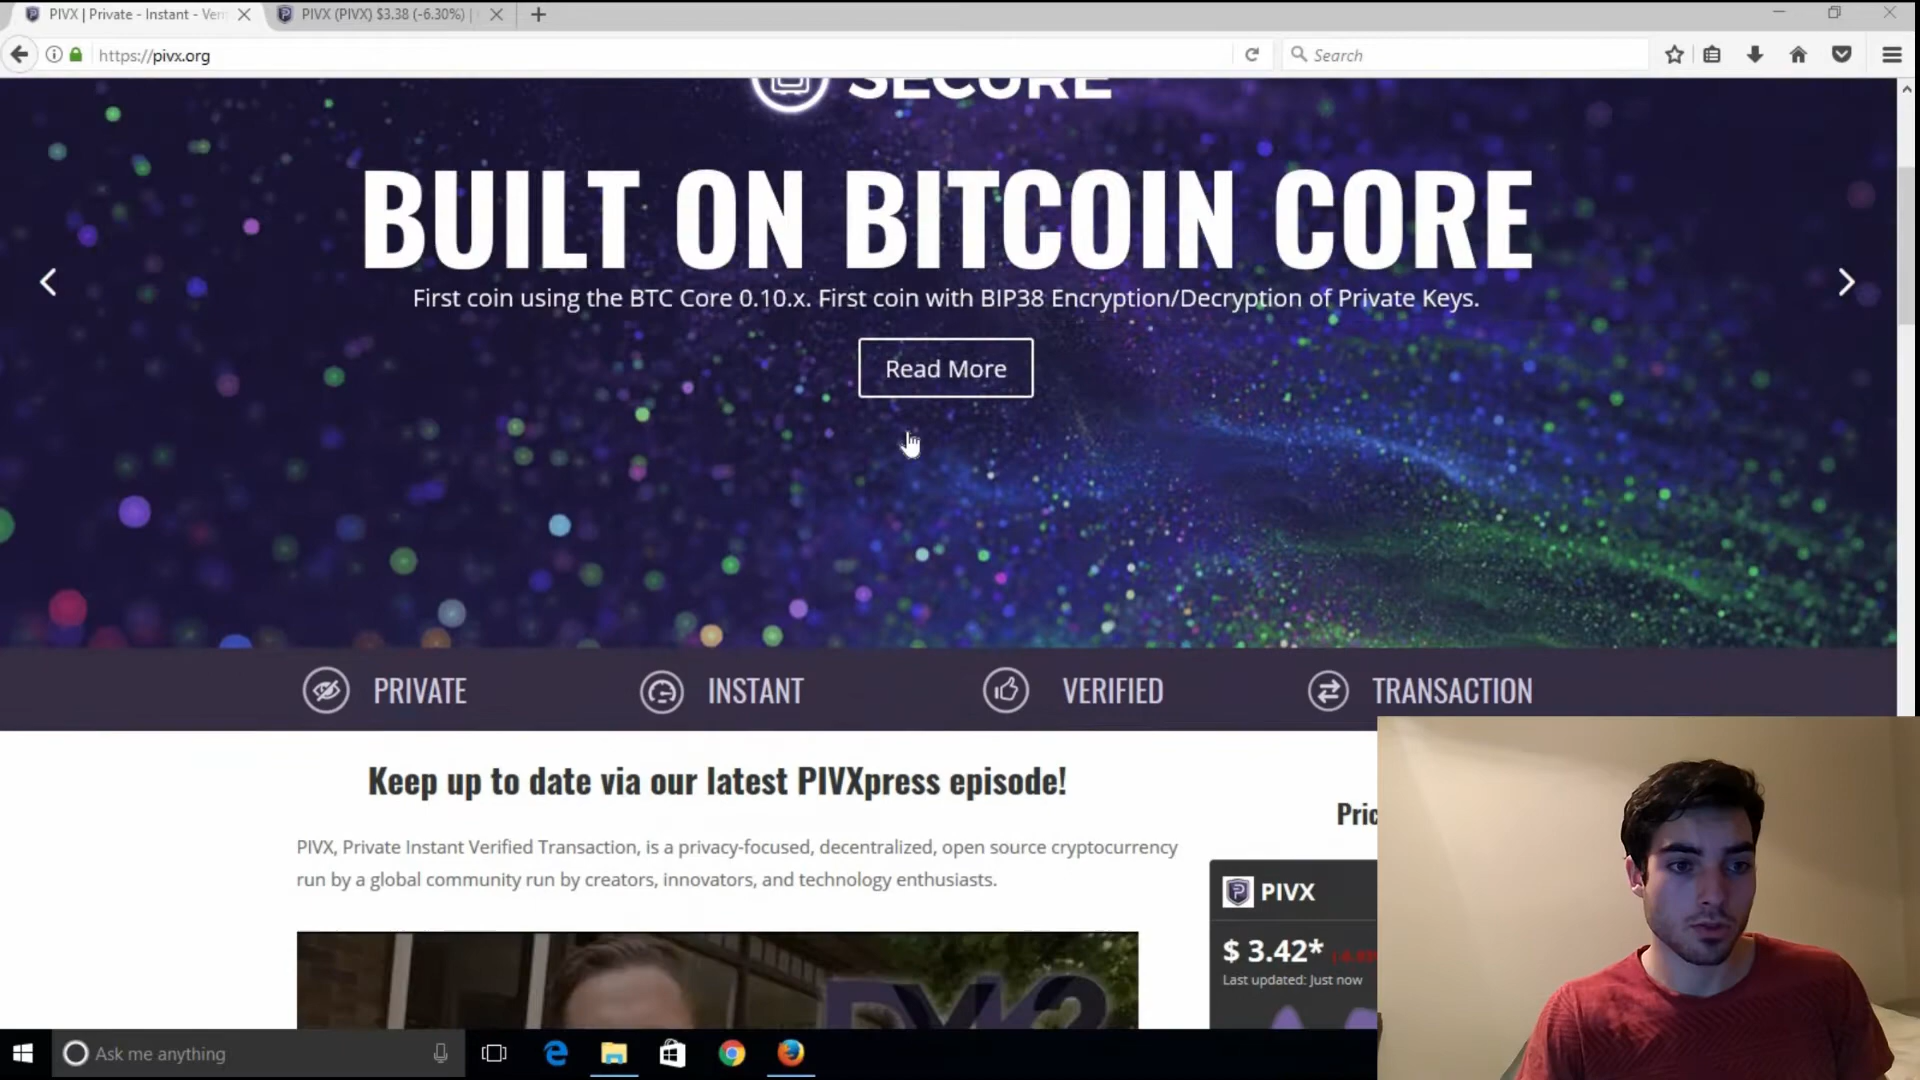 PIVX | Private - Instant - Ver
PIVX (PIVX) $3.38 (-6.30%) |
https://pivx.org
Search
SECURE
BUILT ON BITCOIN CORE
First coin using the BTC Core 0.10.x. First coin with BIP38 Encryption/Decryption of Private Keys.
Read More
PRIVATE
INSTANT
VERIFIED
TRANSACTION
Keep up to date via our latest PIVXpress episode!
PIVX, Private Instant Verified Transaction, is a privacy-focused, decentralized, open source cryptocurrency
run by a global community run by creators, innovators, and technology enthusiasts.
Pric
PIVX
$ 3.42*
Last updated: Just now
Ask me anything